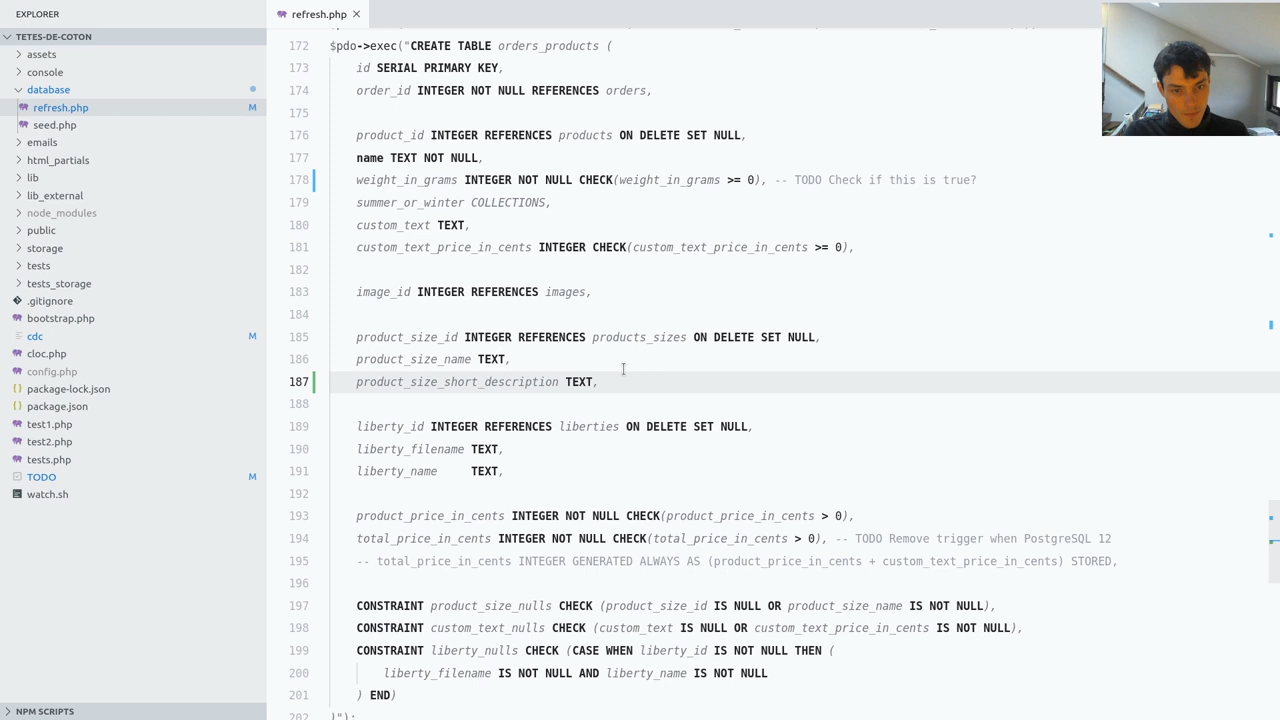 EXPLORER
refresh.php
TETES-DE-COTON
assets
console
database
refresh.php M
seed.php
emails
html_partials
lib
lib_external
node_modules
public
storage
tests
tests_storage
.gitignore
bootstrap.php
cdc M
cloc.php
config.php
package-lock.json
package.json
test1.php
test2.php
tests.php
TODO M
watch.sh
NPM SCRIPTS
172 $pdo->exec("CREATE TABLE orders_products (
173 id SERIAL PRIMARY KEY,
174 order_id INTEGER NOT NULL REFERENCES orders,
175
176 product_id INTEGER REFERENCES products ON DELETE SET NULL,
177 name TEXT NOT NULL,
178 weight_in_grams INTEGER NOT NULL CHECK(weight_in_grams >= 0), -- TODO Check if this is true?
179 summer_or_winter COLLECTIONS,
180 custom_text TEXT,
181 custom_text_price_in_cents INTEGER CHECK(custom_text_price_in_cents >= 0),
182
183 image_id INTEGER REFERENCES images,
184
185 product_size_id INTEGER REFERENCES products_sizes ON DELETE SET NULL,
186 product_size_name TEXT,
187 product_size_short_description TEXT,
188
189 liberty_id INTEGER REFERENCES liberties ON DELETE SET NULL,
190 liberty_filename TEXT,
191 liberty_name TEXT,
192
193 product_price_in_cents INTEGER NOT NULL CHECK(product_price_in_cents > 0),
194 total_price_in_cents INTEGER NOT NULL CHECK(total_price_in_cents > 0), -- TODO Remove trigger when PostgreSQL 12
195 -- total_price_in_cents INTEGER GENERATED ALWAYS AS (product_price_in_cents + custom_text_price_in_cents) STORED,
196
197 CONSTRAINT product_size_nulls CHECK (product_size_id IS NULL OR product_size_name IS NOT NULL),
198 CONSTRAINT custom_text_nulls CHECK (custom_text IS NULL OR custom_text_price_in_cents IS NOT NULL),
199 CONSTRAINT liberty_nulls CHECK (CASE WHEN liberty_id IS NOT NULL THEN (
200 liberty_filename IS NOT NULL AND liberty_name IS NOT NULL
201 ) END)
202 )");